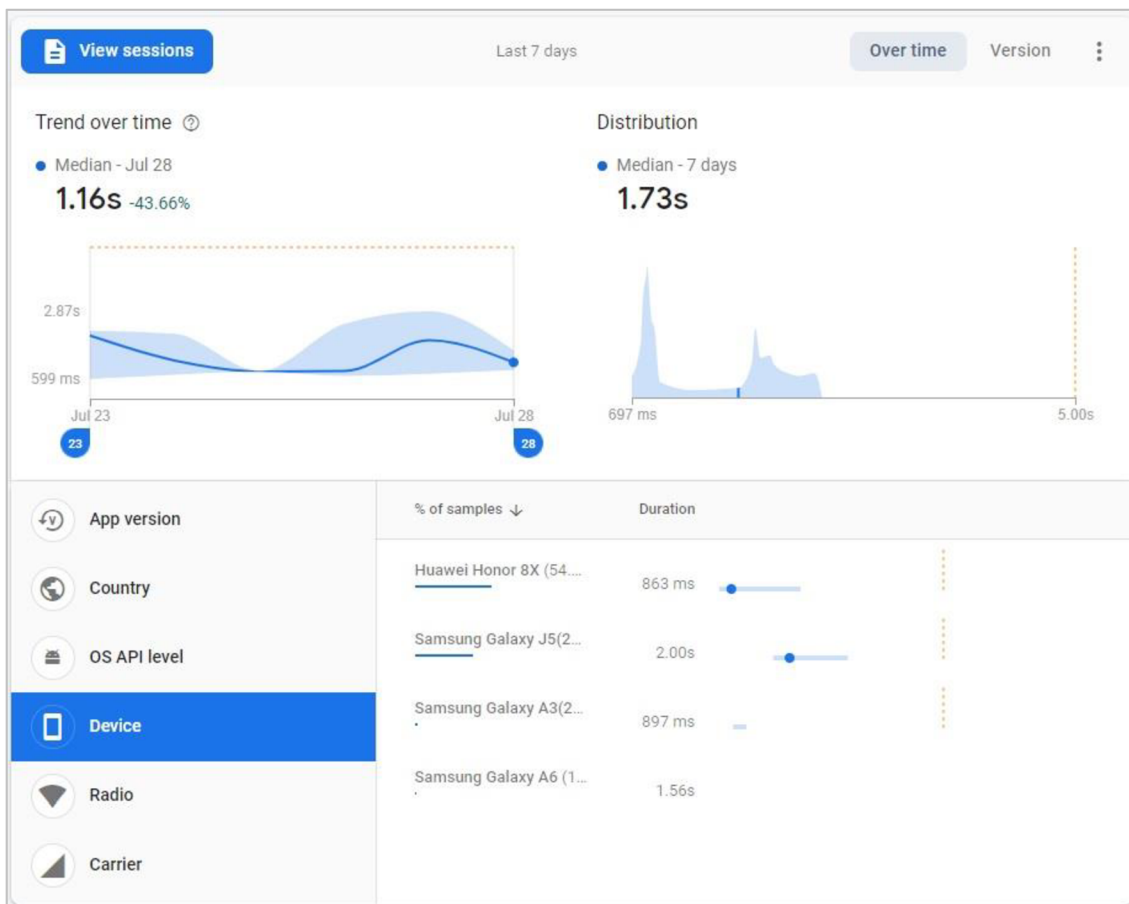 View sessions
Last 7 days
Over time
Version
Trend over time
Median - Jul 28
1.16s -43.66%
2.87s
599 ms
Jul 23
Jul 28
23
28
Distribution
Median - 7 days
1.73s
697 ms
5.00s
App version
Country
OS API level
Device
Radio
Carrier
% of samples ↓
Duration
Huawei Honor 8X (54....
863 ms
Samsung Galaxy J5(2...
2.00s
Samsung Galaxy A3(2...
897 ms
Samsung Galaxy A6 (1...
1.56s